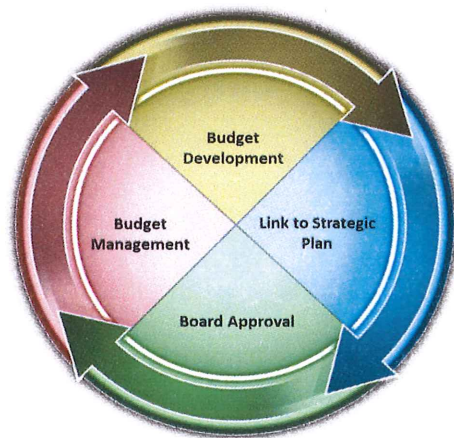 Budget
Development
Link to Strategic
Plan
Board Approval
Budget
Management